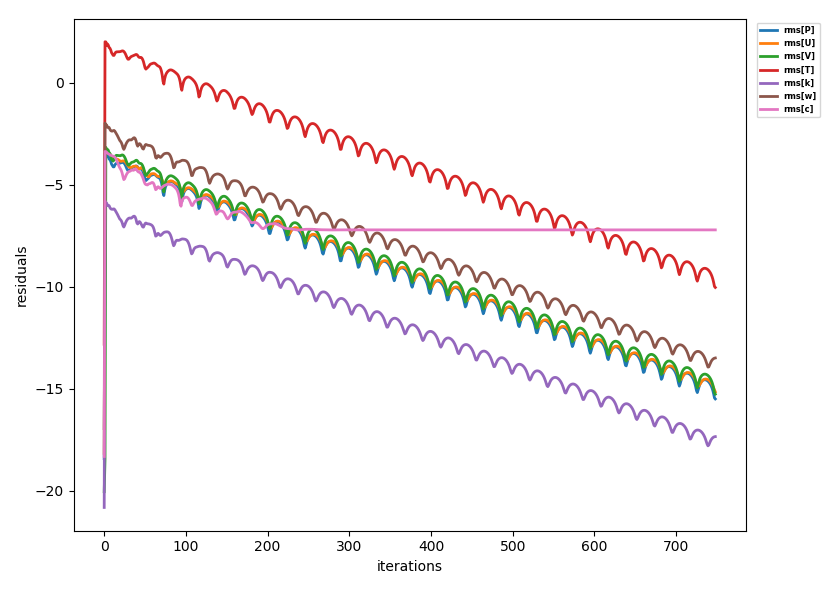 rms[P]
rms[U]
rms[V]
rms[T]
rms[k]
rms[w]
rms[c]
0
−5
−10
−15
−20
residuals
0 100 200 300 400 500 600 700
iterations